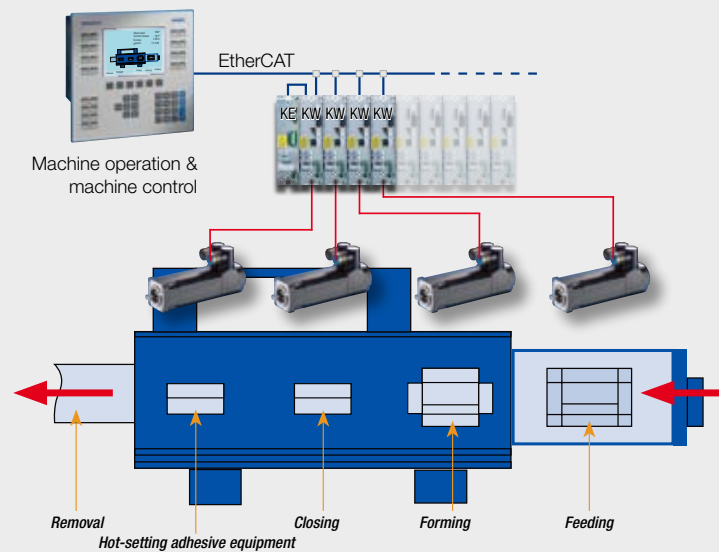 EtherCAT
KE KW KW KW KW
Machine operation &
machine control
Removal
Hot-setting adhesive equipment
Closing
Forming
Feeding